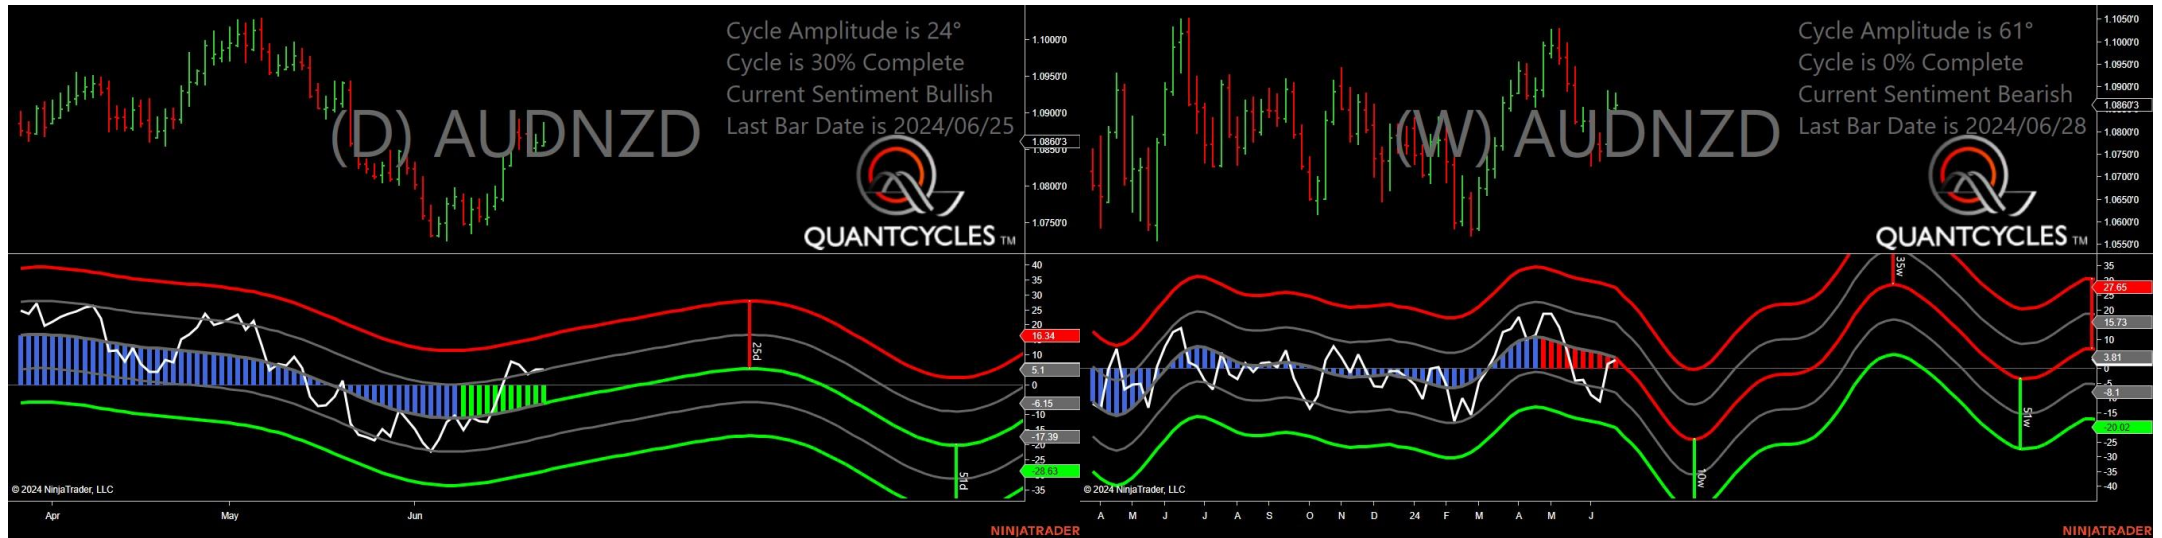 Cycle Amplitude is 24°
Cycle is 30% Complete
Current Sentiment Bullish
Last Bar Date is 2024/06/25
(D) AUDNZD
QUANTCYCLES TM
1.1000'0
1.0950'0
1.0900'0
1.0860'3
1.0850'0
1.0800'0
1.0750'0
40
35
30
25
20
16.34
10
5.1
0
-6.15
-10
-15
-17.39
-20
-25
-28.63
-35
25d
51d
© 2024 NinjaTrader, LLC
Apr
May
Jun
NINJATRADER
Cycle Amplitude is 61°
Cycle is 0% Complete
Current Sentiment Bearish
Last Bar Date is 2024/06/28
(W) AUDNZD
QUANTCYCLES TM
1.1050'0
1.1000'0
1.0950'0
1.0900'0
1.0860'3
1.0800'0
1.0750'0
1.0700'0
1.0650'0
1.0600'0
1.0550'0
35
27.65
25
20
15.73
10
3.81
0
-5
-8.1
-15
-20.02
-25
-30
-35
-40
35w
10w
51w
© 2024 NinjaTrader, LLC
A
M
J
J
A
S
O
N
D
24
F
M
A
M
J
NINJATRADER